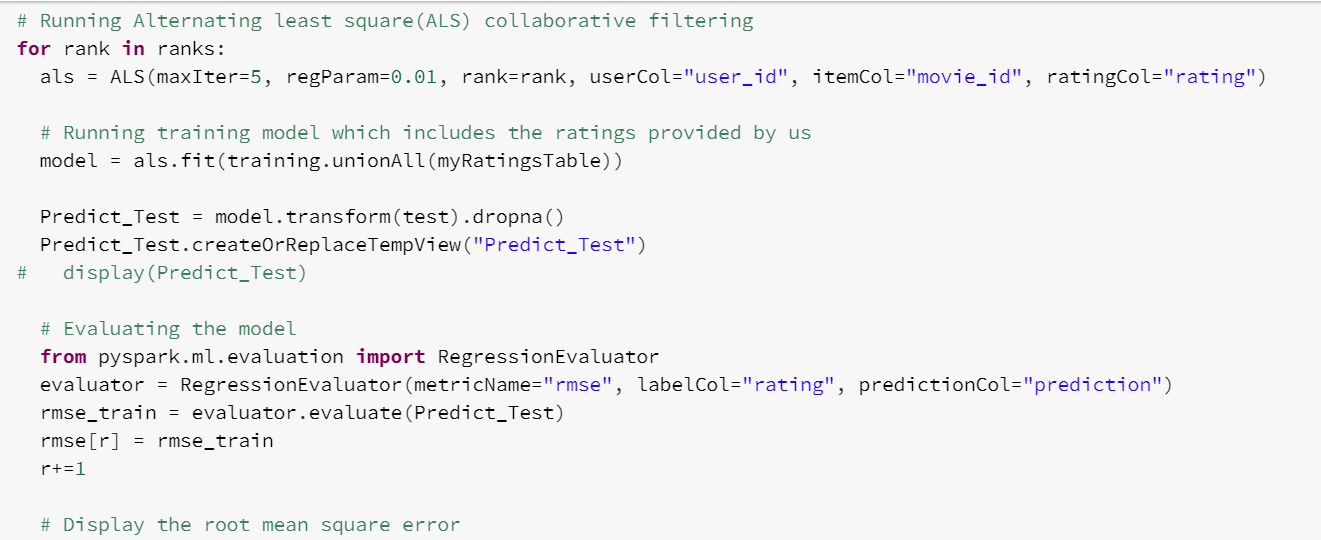 # Running Alternating least square(ALS) collaborative filtering
for rank in ranks:
  als = ALS(maxIter=5, regParam=0.01, rank=rank, userCol="user_id", itemCol="movie_id", ratingCol="rating")
  # Running training model which includes the ratings provided by us
  model = als.fit(training.unionAll(myRatingsTable))
  Predict_Test = model.transform(test).dropna()
  Predict_Test.createOrReplaceTempView("Predict_Test")
#   display(Predict_Test)
  # Evaluating the model
  from pyspark.ml.evaluation import RegressionEvaluator
  evaluator = RegressionEvaluator(metricName="rmse", labelCol="rating", predictionCol="prediction")
  rmse_train = evaluator.evaluate(Predict_Test)
  rmse[r] = rmse_train
  r+=1
  # Display the root mean square error